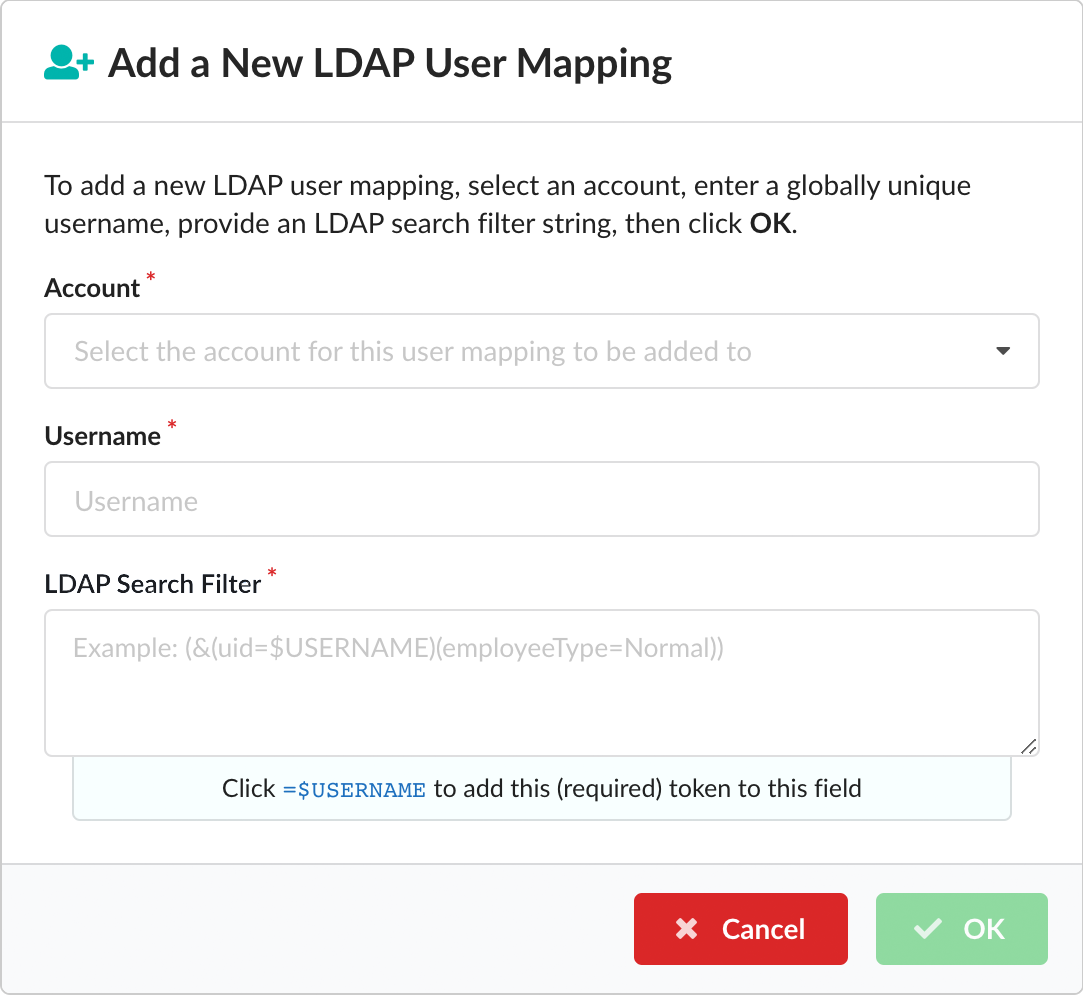 Add a New LDAP User Mapping
To add a new LDAP user mapping, select an account, enter a globally unique
username, provide an LDAP search filter string, then click OK.
Account *
Select the account for this user mapping to be added to
Username *
Username
LDAP Search Filter *
Example: (&(uid=$USERNAME)(employeeType=Normal))
Click =$USERNAME to add this (required) token to this field
Cancel
OK